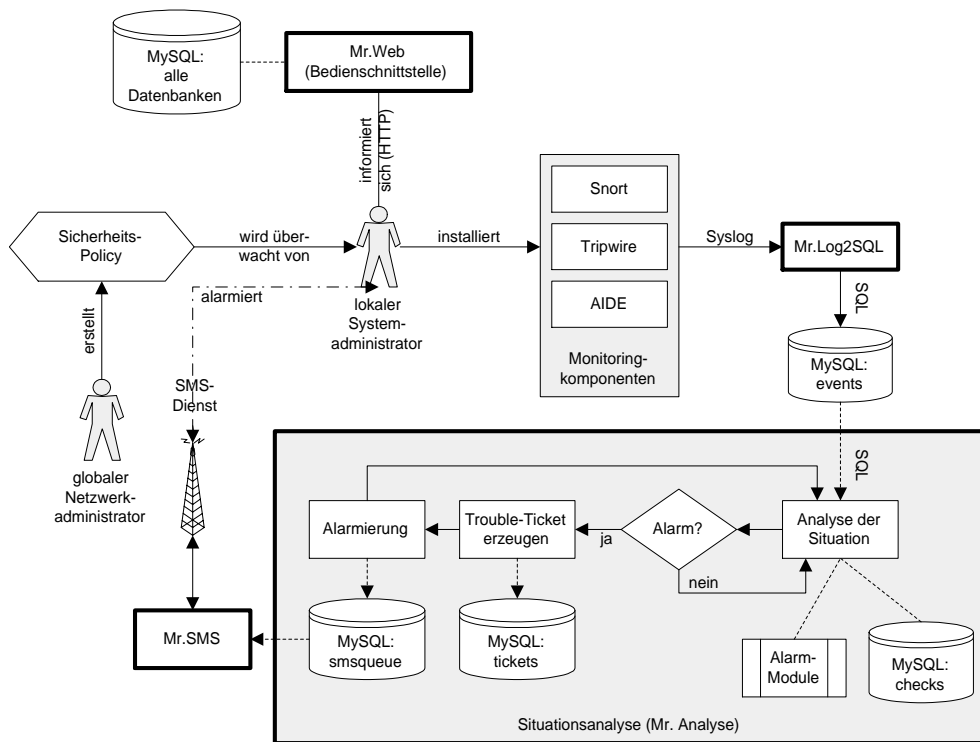 MySQL:
alle
Datenbanken
Mr.Web
(Bedienschnittstelle)
informiert
sich (HTTP)
Sicherheits-
Policy
wird über-
wacht von
installiert
Snort
Tripwire
AIDE
Monitoring-
komponenten
Syslog
Mr.Log2SQL
SQL
MySQL:
events
alarmiert
lokaler
System-
administrator
erstellt
globaler
Netzwerk-
administrator
SMS-
Dienst
SQL
Alarmierung
Trouble-Ticket
erzeugen
ja
Alarm?
nein
Analyse der
Situation
Mr.SMS
MySQL:
smsqueue
MySQL:
tickets
Alarm-
Module
MySQL:
checks
Situationsanalyse (Mr. Analyse)